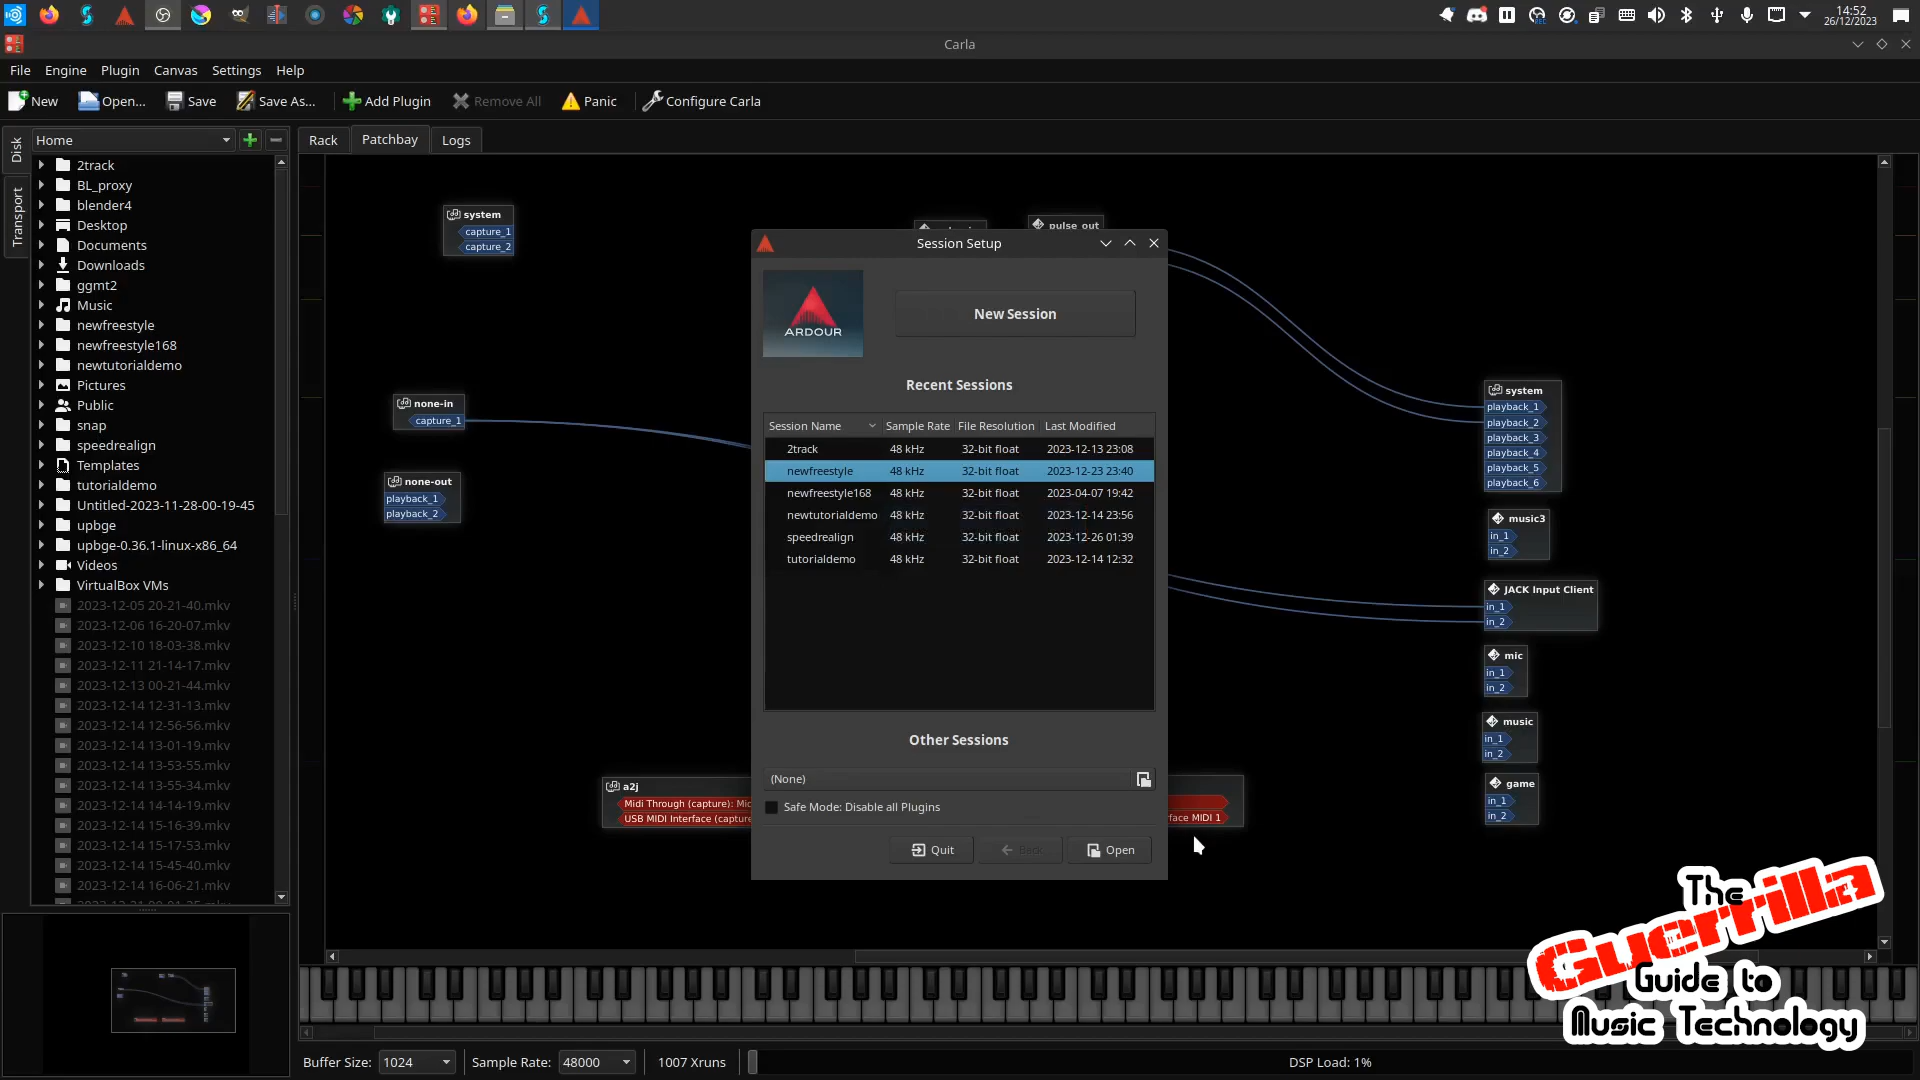 14:52
26/12/2023
Carla
File Engine Plugin Canvas Settings Help
New Open... Save Save As... Add Plugin Remove All Panic Configure Carla
Disk
Transport
Home
Rack Patchbay Logs
2track
BL_proxy
blender4
Desktop
Documents
Downloads
ggmt2
Music
newfreestyle
newfreestyle168
newtutorialdemo
Pictures
Public
snap
speedrealign
Templates
tutorialdemo
Untitled-2023-11-28-00-19-45
upbge
upbge-0.36.1-linux-x86_64
Videos
VirtualBox VMs
2023-12-05 20-21-40.mkv
2023-12-06 16-20-07.mkv
2023-12-10 18-03-38.mkv
2023-12-11 21-14-17.mkv
2023-12-13 00-21-44.mkv
2023-12-14 12-31-13.mkv
2023-12-14 12-56-56.mkv
2023-12-14 13-01-19.mkv
2023-12-14 13-53-55.mkv
2023-12-14 13-55-34.mkv
2023-12-14 14-14-19.mkv
2023-12-14 15-16-39.mkv
2023-12-14 15-17-53.mkv
2023-12-14 15-45-40.mkv
2023-12-14 16-06-21.mkv
system
capture_1
capture_2
none-in
capture_1
none-out
playback_1
playback_2
pulse out
a2j
Midi Through (capture): Mic
USB MIDI Interface (capture
face MIDI 1
Session Setup
ARDOUR
New Session
Recent Sessions
Session Name Sample Rate File Resolution Last Modified
2track 48 kHz 32-bit float 2023-12-13 23:08
newfreestyle 48 kHz 32-bit float 2023-12-23 23:40
newfreestyle168 48 kHz 32-bit float 2023-04-07 19:42
newtutorialdemo 48 kHz 32-bit float 2023-12-14 23:56
speedrealign 48 kHz 32-bit float 2023-12-26 01:39
tutorialdemo 48 kHz 32-bit float 2023-12-14 12:32
Other Sessions
(None)
Safe Mode: Disable all Plugins
Quit Back Open
system
playback_1
playback_2
playback_3
playback_4
playback_5
playback_6
music3
in_1
in_2
JACK Input Client
in_1
in_2
mic
in_1
in_2
music
in_1
in_2
game
in_1
in_2
The
Guerrilla
Guide to
Music Technology
Buffer Size: 1024 Sample Rate: 48000 1007 Xruns DSP Load: 1%